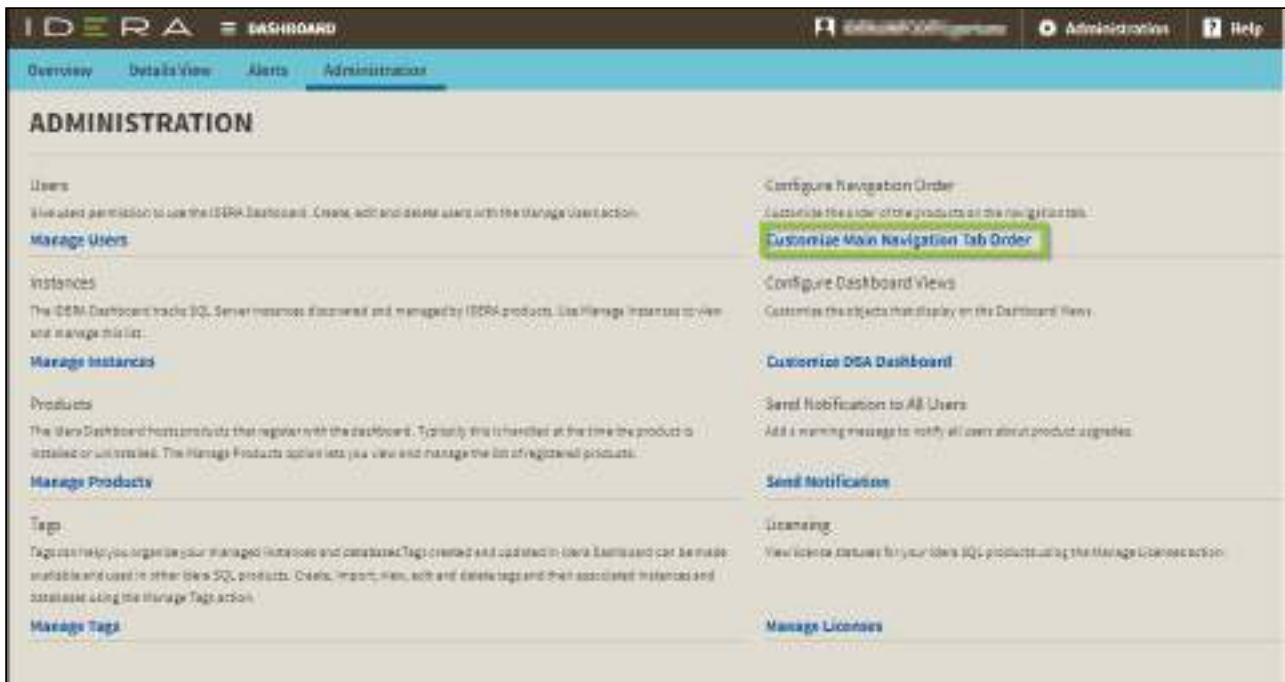 IDERA DASHBOARD Administration Help
Overview Details View Alerts Administration
ADMINISTRATION
Users
Give users permission to use the IDERA Dashboard. Create, edit and delete users with the Manage Users action.
Manage Users
Instances
The IDERA Dashboard tracks SQL Server instances discovered and managed by IDERA products. Use Manage Instances to view
and manage this list.
Manage Instances
Products
The Idera Dashboard hosts products that register with the dashboard. Typically this is handled at the time the product is
installed or uninstalled. The Manage Products option lets you view and manage the list of registered products.
Manage Products
Tags
Tags can help you organize your managed instances and databases. Tags created and updated in Idera Dashboard can be made
available and used in other Idera SQL products. Create, import, view, edit and delete tags and their associated instances and
databases using the Manage Tags action.
Manage Tags
Configure Navigation Order
Customize the order of the products on the navigation tab.
Customize Main Navigation Tab Order
Configure Dashboard Views
Customize the objects that display on the Dashboard Views.
Customize DSA Dashboard
Send Notification to All Users
Add a warning message to notify all users about product upgrades.
Send Notification
Licensing
View license statuses for your Idera SQL products using the Manage Licenses action.
Manage Licenses